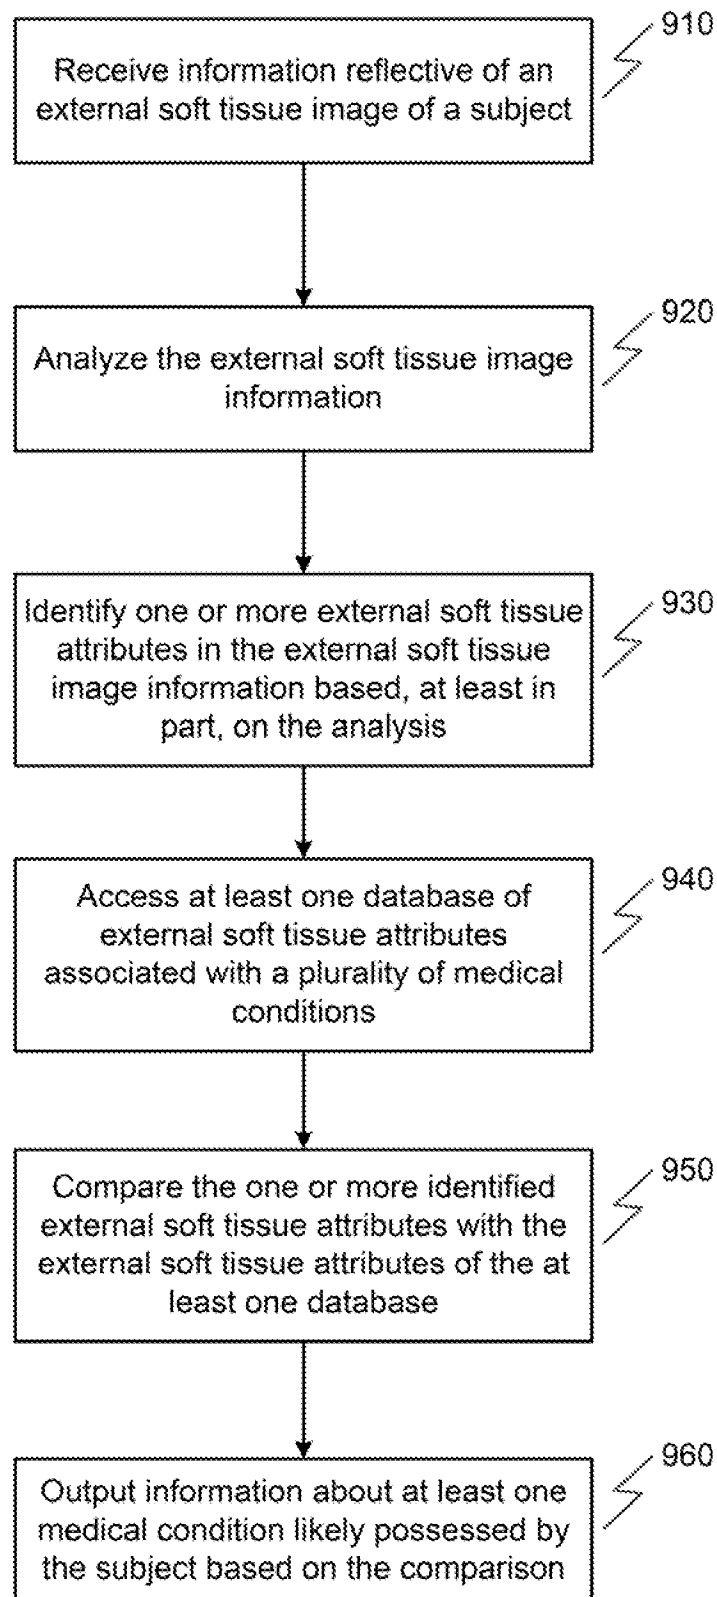 910
Receive information reflective of an
external soft tissue image of a subject
920
Analyze the external soft tissue image
information
930
Identify one or more external soft tissue
attributes in the external soft tissue
image information based, at least in
part, on the analysis
940
Access at least one database of
external soft tissue attributes
associated with a plurality of medical
conditions
950
Compare the one or more identified
external soft tissue attributes with the
external soft tissue attributes of the at
least one database
960
Output information about at least one
medical condition likely possessed by
the subject based on the comparison